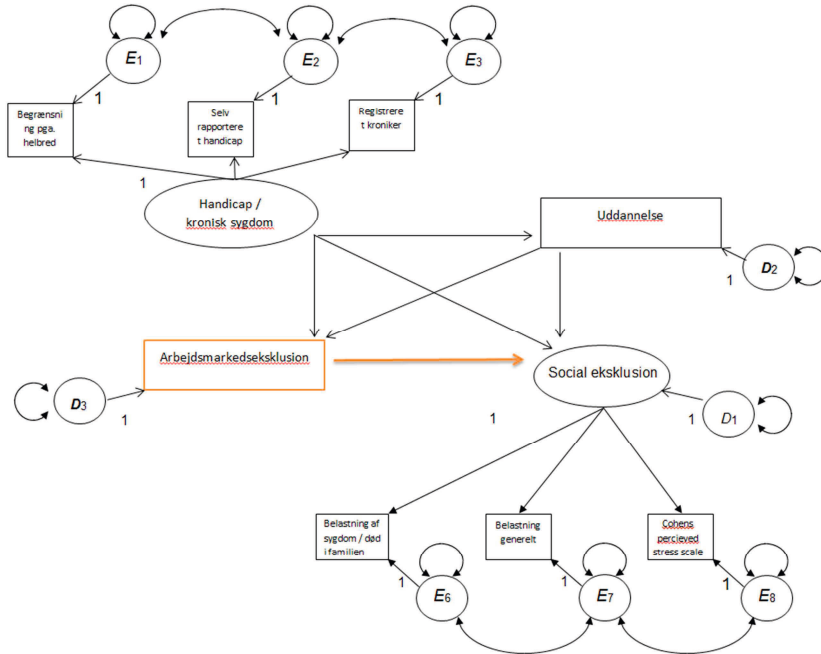 E1
E2
E3
1
1
1
Begrænsni
ng pga.
helbred
Selv
rapportere
t handicap
Registrere
t kroniker
1
Handicap /
kronisk sygdom
Uddannelse
D2
1
Arbejdsmarkedseksklusion
Social eksklusion
D3
1
1
1
D1
Belastning af
sygdom / død
i familien
Belastning
generelt
Cohens
percieved
stress scale
1
1
1
E6
E7
E8